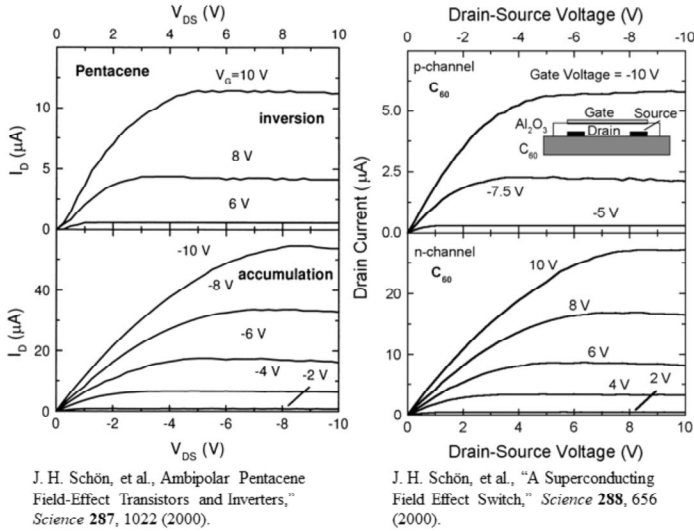 V_DS (V)
0 -2 -4 -6 -8 -10
Pentacene
V_G=10 V
inversion
8 V
6 V
I_D (μA)
10
5
0
-10 V
accumulation
-8 V
-6 V
-4 V
-2 V
I_D (μA)
40
20
0
0 -2 -4 -6 -8 -10
V_DS (V)
J. H. Schön, et al., Ambipolar Pentacene
Field-Effect Transistors and Inverters,”
Science 287, 1022 (2000).
Drain-Source Voltage (V)
0 -2 -4 -6 -8 -10
p-channel
Gate Voltage = -10 V
C60
Source
Gate
Al2O3
Drain
C60
-7.5 V
-5 V
5.0
2.5
0.0
Drain Current (μA)
n-channel
C60
10 V
8 V
6 V
4 V
2 V
20
10
0
0 2 4 6 8 10
Drain-Source Voltage (V)
J. H. Schön, et al., “A Superconducting
Field Effect Switch,” Science 288, 656
(2000).